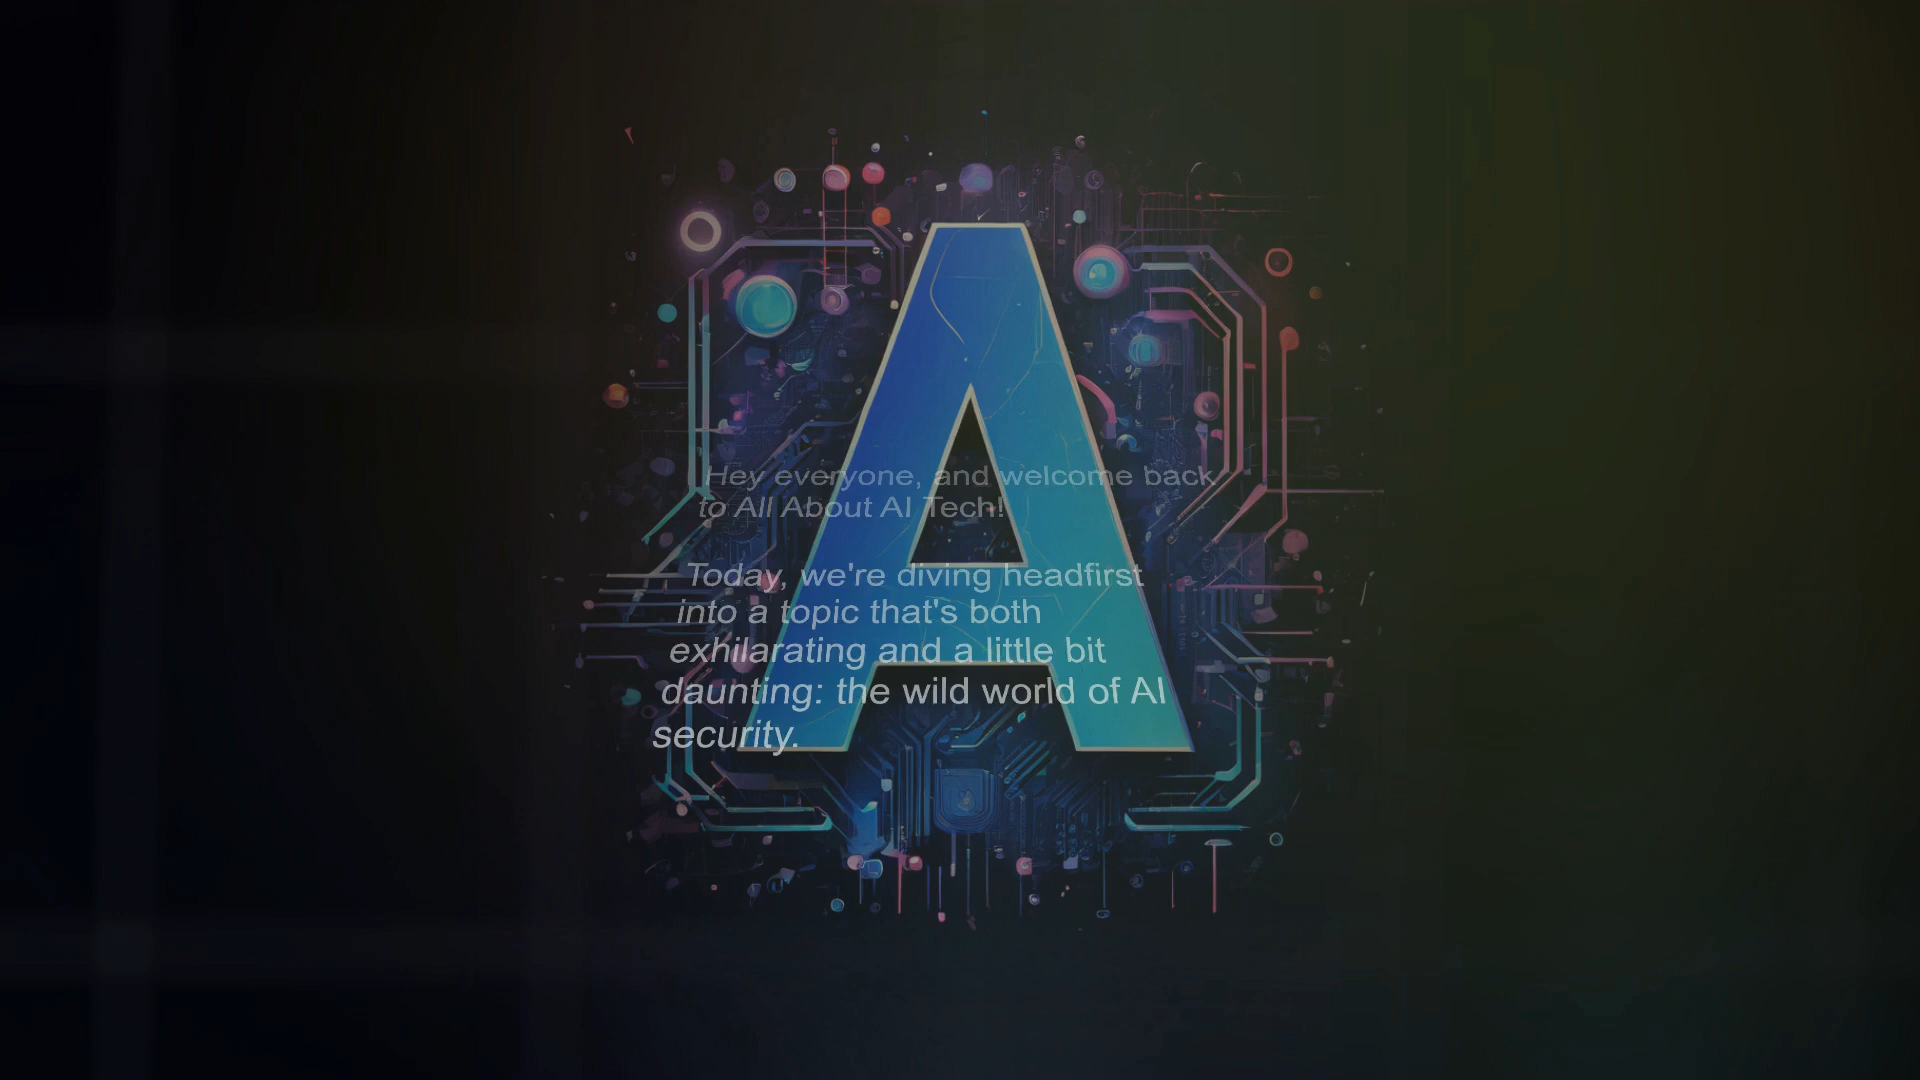 A
Hey everyone, and welcome back
to All About AI Tech!
Today, we're diving headfirst
into a topic that's both
exhilarating and a little bit
daunting: the wild world of AI
security.